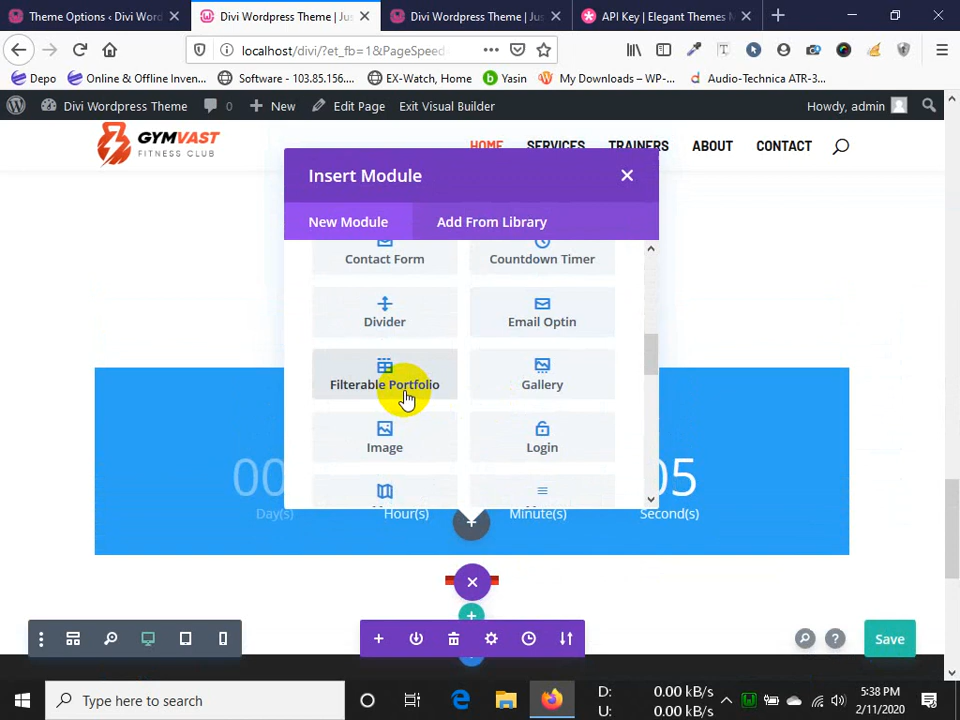 Theme Options ‹ Divi Word
Divi Wordpress Theme | Jus
Divi Wordpress Theme | Jus
API Key | Elegant Themes M
localhost/divi/?et_fb=1&PageSpeed
Depo
Online & Offline Inven...
Software - 103.85.156....
EX-Watch, Home
Yasin
My Downloads – WP-...
Audio-Technica ATR-3...
Divi Wordpress Theme
0
New
Edit Page
Exit Visual Builder
Howdy, admin
GYMVAST
FITNESS CLUB
HOME
SERVICES
TRAINERS
ABOUT
CONTACT
Insert Module
New Module
Add From Library
Contact Form
Countdown Timer
Divider
Email Optin
Filterable Portfolio
Gallery
Image
Login
00
05
Day(s)
Hour(s)
Minute(s)
Second(s)
Save
Type here to search
D: 0.00 kB/s
U: 0.00 kB/s
5:38 PM
2/11/2020